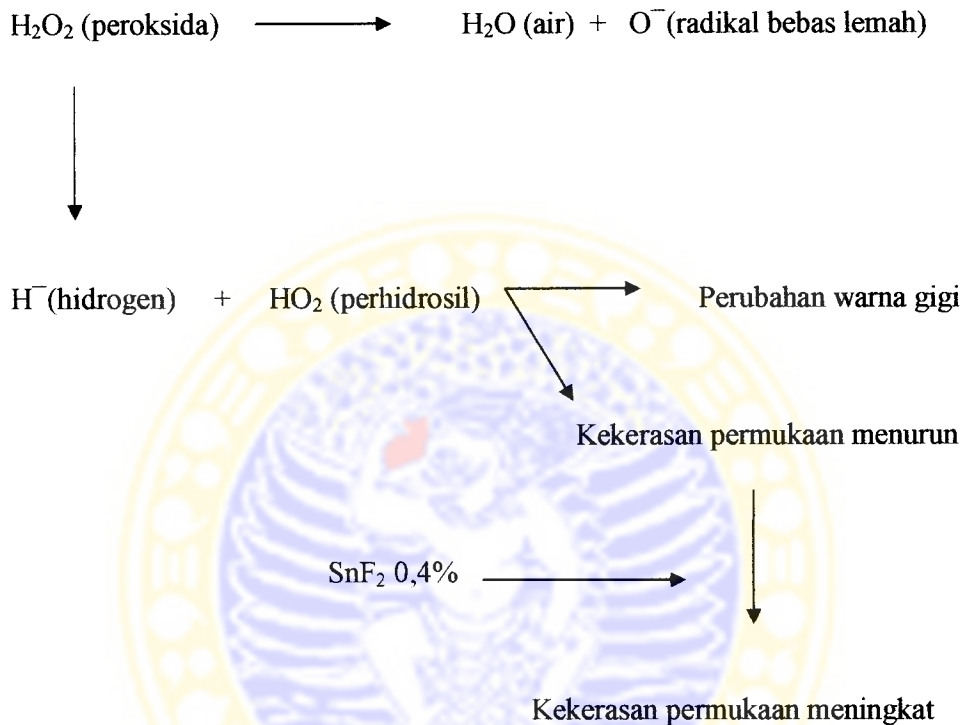 H₂O₂ (peroksida) H₂O (air) + O⁻(radikal bebas lemah)
H⁻(hidrogen) + HO₂ (perhidrosil) Perubahan warna gigi
Kekerasan permukaan menurun
SnF₂ 0,4%
Kekerasan permukaan meningkat